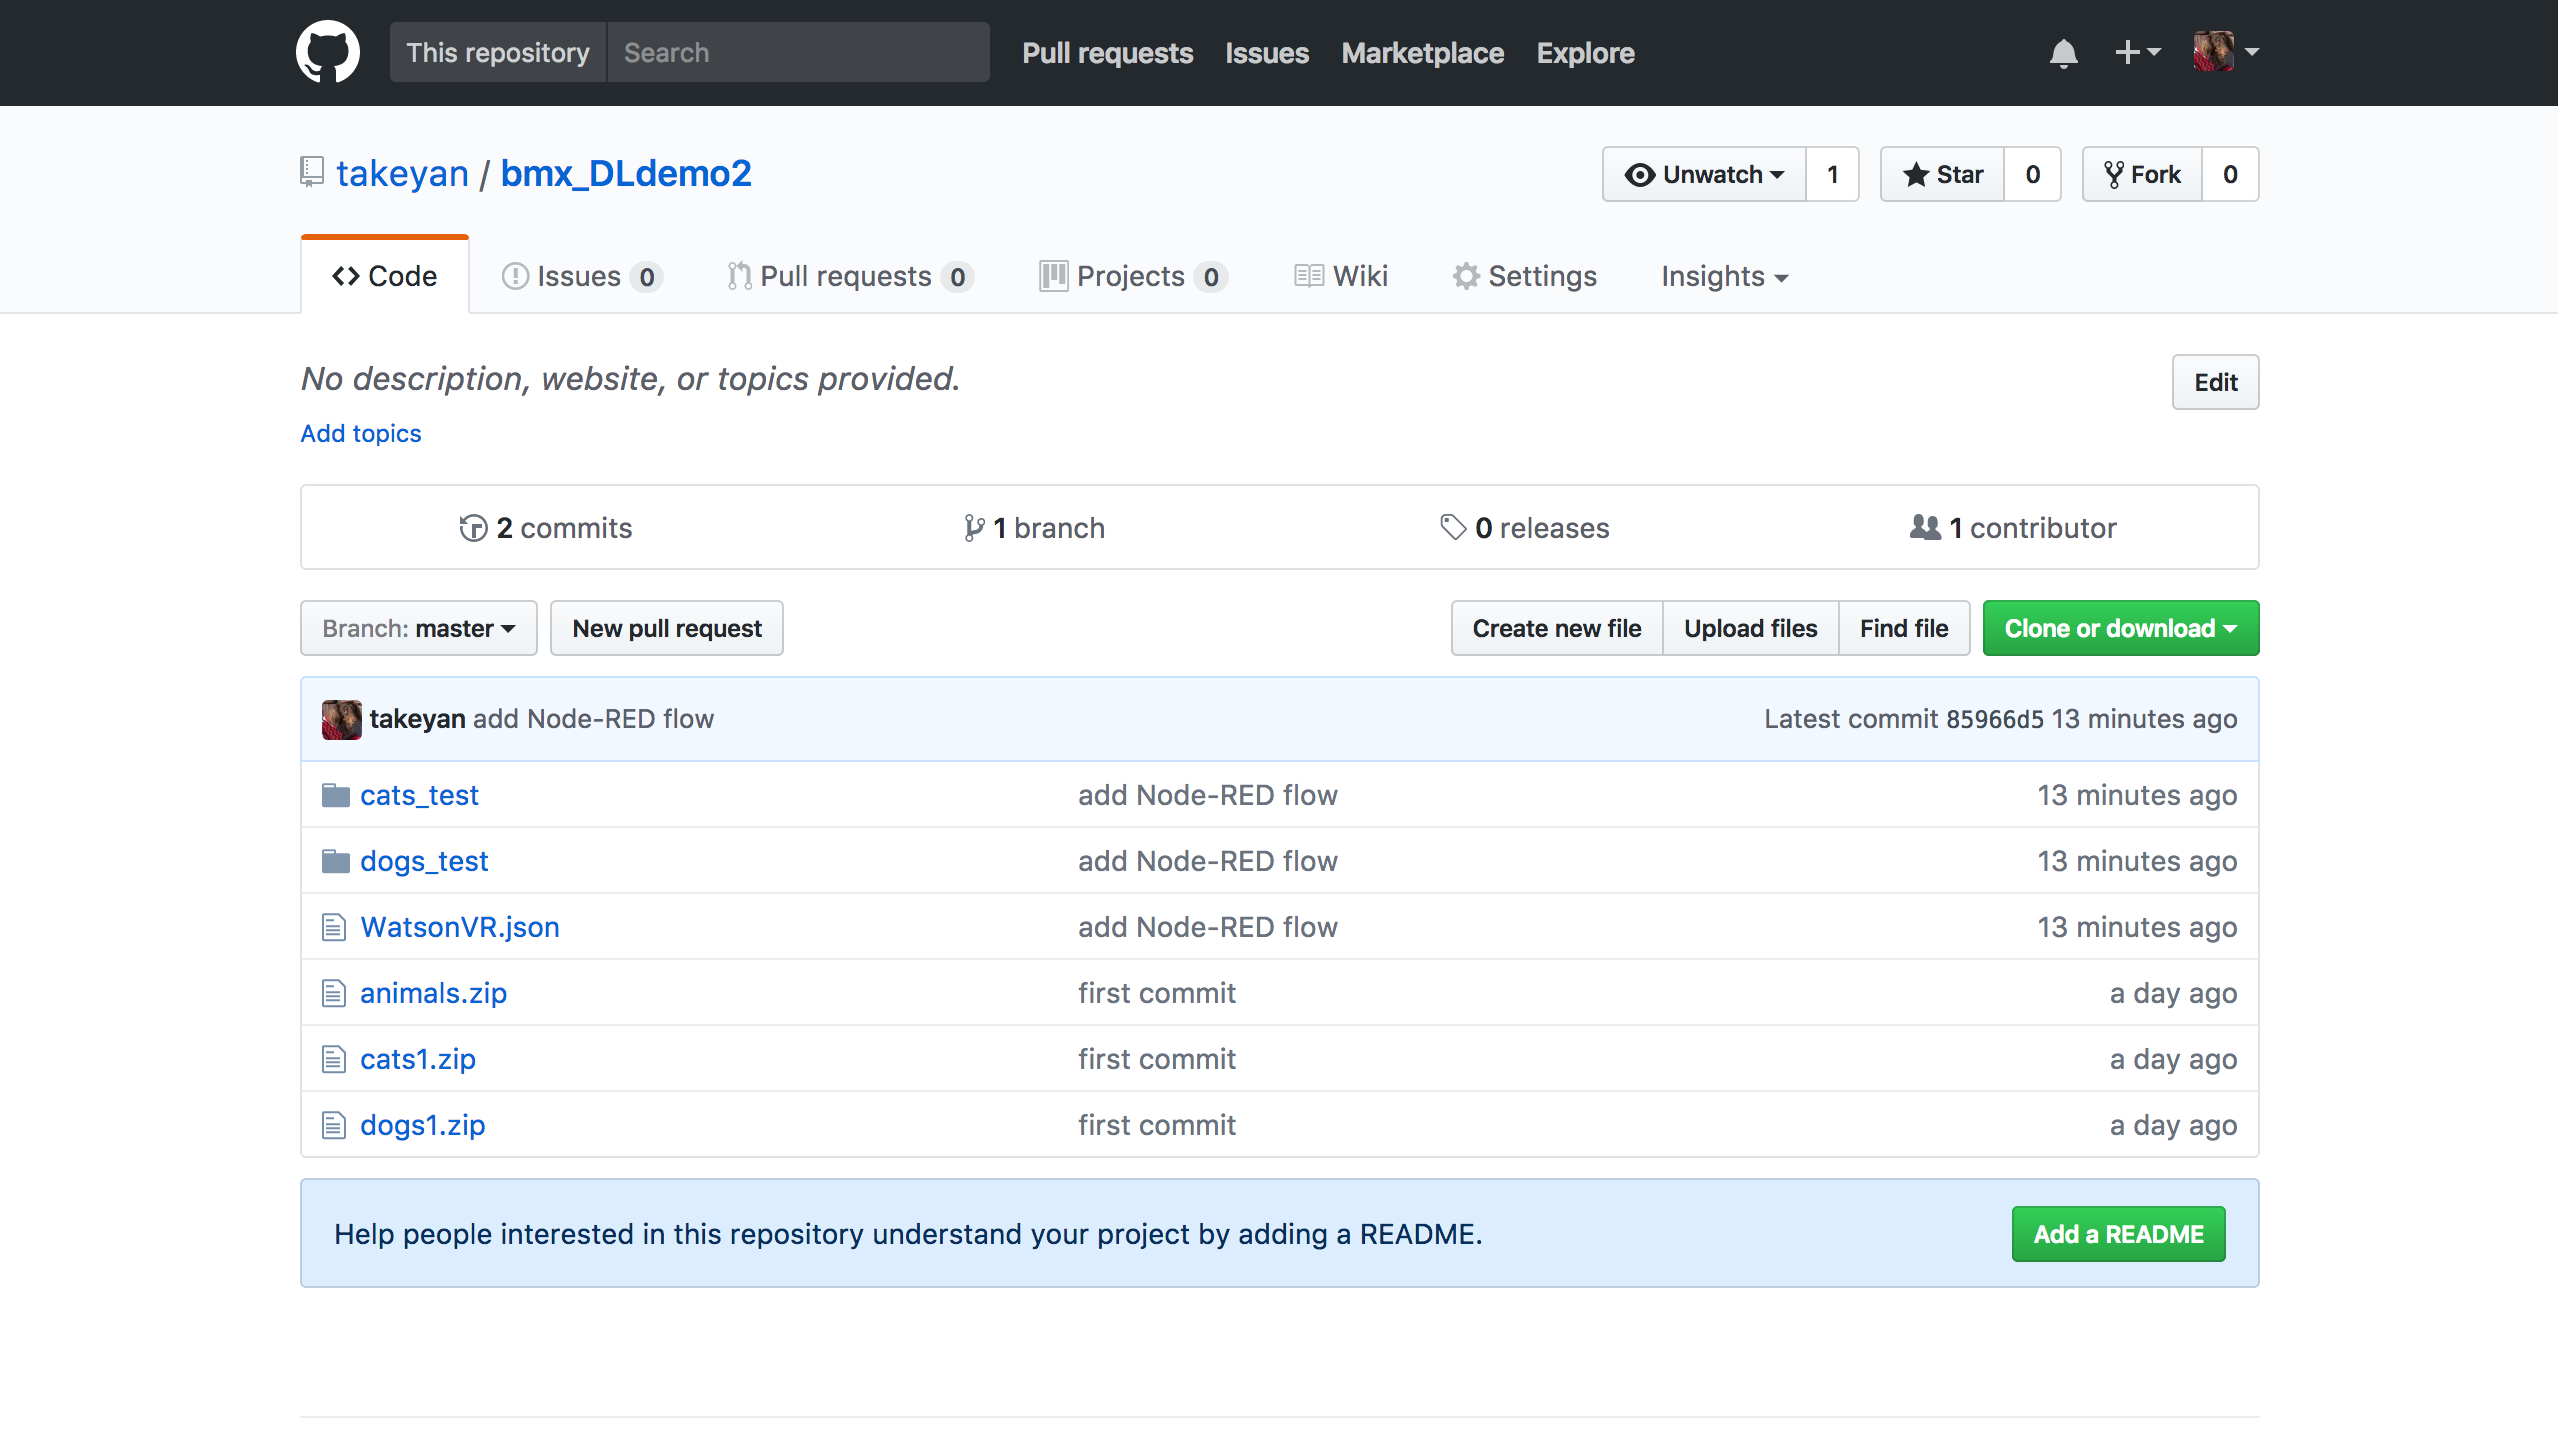 This repository Search Pull requests Issues Marketplace Explore
takeyan / bmx_DLdemo2 Unwatch 1 Star 0 Fork 0
Code Issues 0 Pull requests 0 Projects 0 Wiki Settings Insights
No description, website, or topics provided. Edit
Add topics
2 commits 1 branch 0 releases 1 contributor
Branch: master New pull request Create new file Upload files Find file Clone or download
takeyan add Node-RED flow Latest commit 85966d5 13 minutes ago
cats_test add Node-RED flow 13 minutes ago
dogs_test add Node-RED flow 13 minutes ago
WatsonVR.json add Node-RED flow 13 minutes ago
animals.zip first commit a day ago
cats1.zip first commit a day ago
dogs1.zip first commit a day ago
Help people interested in this repository understand your project by adding a README. Add a README